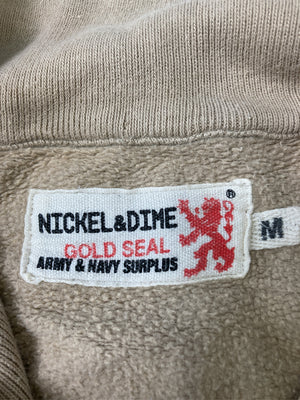 NICKEL&DIME ®
GOLD SEAL
ARMY & NAVY SURPLUS
M